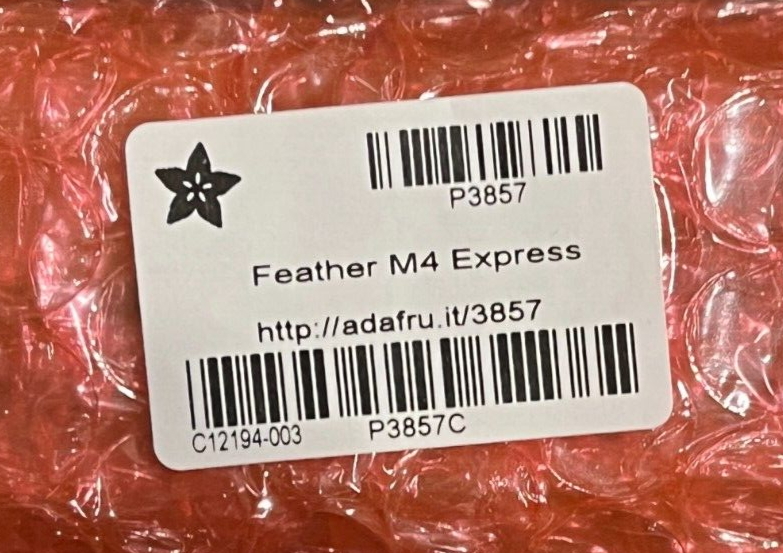 P3857
Feather M4 Express
http://adafru.it/3857
C12194-003 P3857C